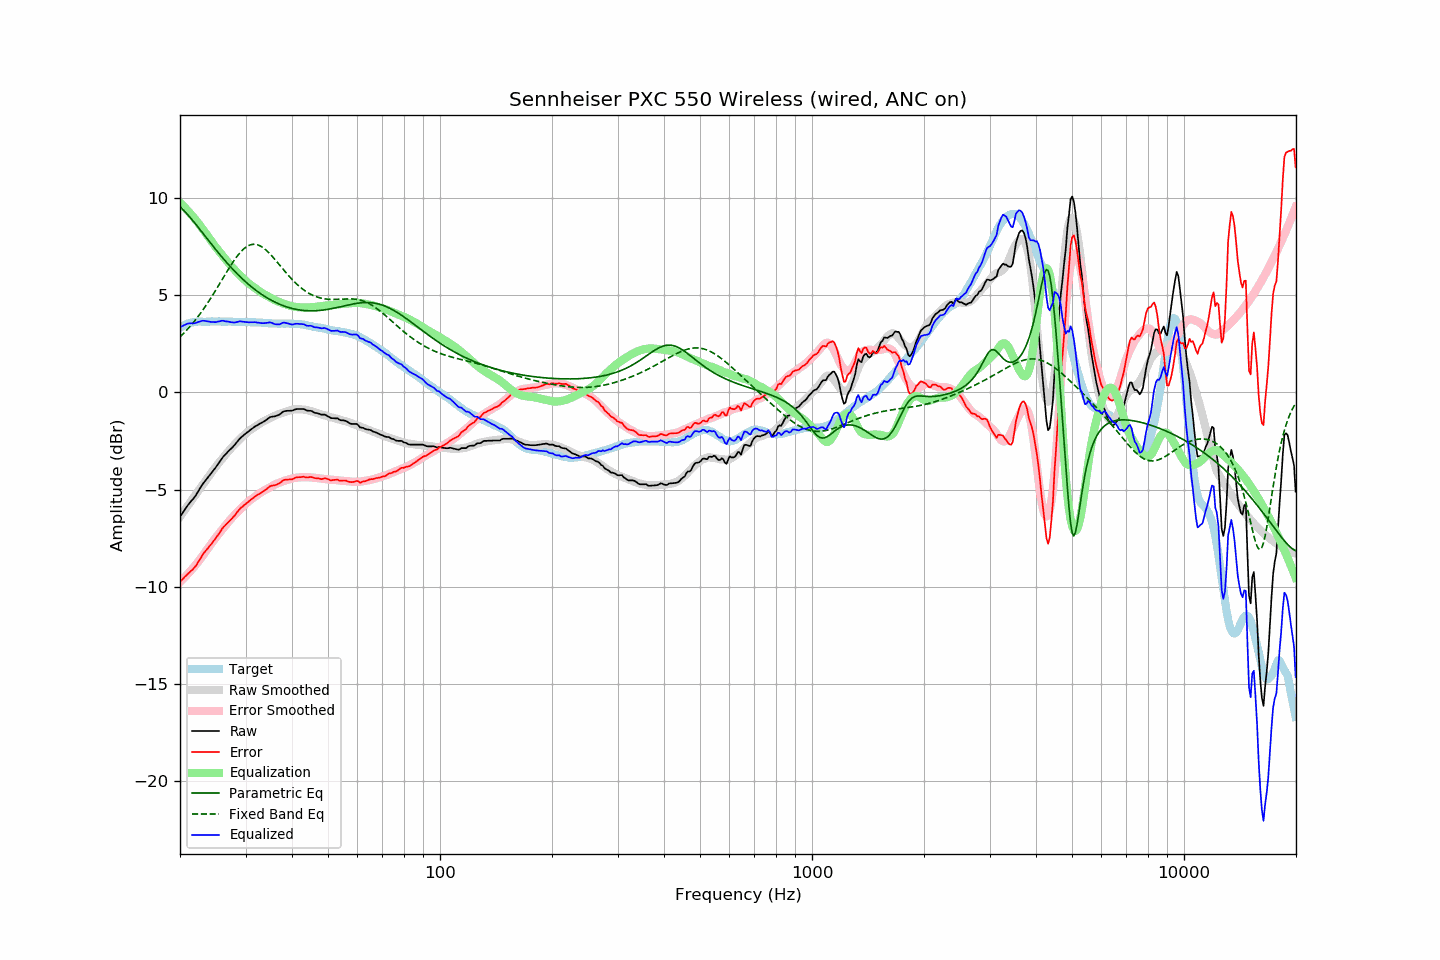 Sennheiser PXC 550 Wireless (wired, ANC on)
Amplitude (dBr)
10
5
0
−5
−10
−15
−20
Target
Raw Smoothed
Error Smoothed
Raw
Error
Equalization
Parametric Eq
Fixed Band Eq
Equalized
100
1000
10000
Frequency (Hz)